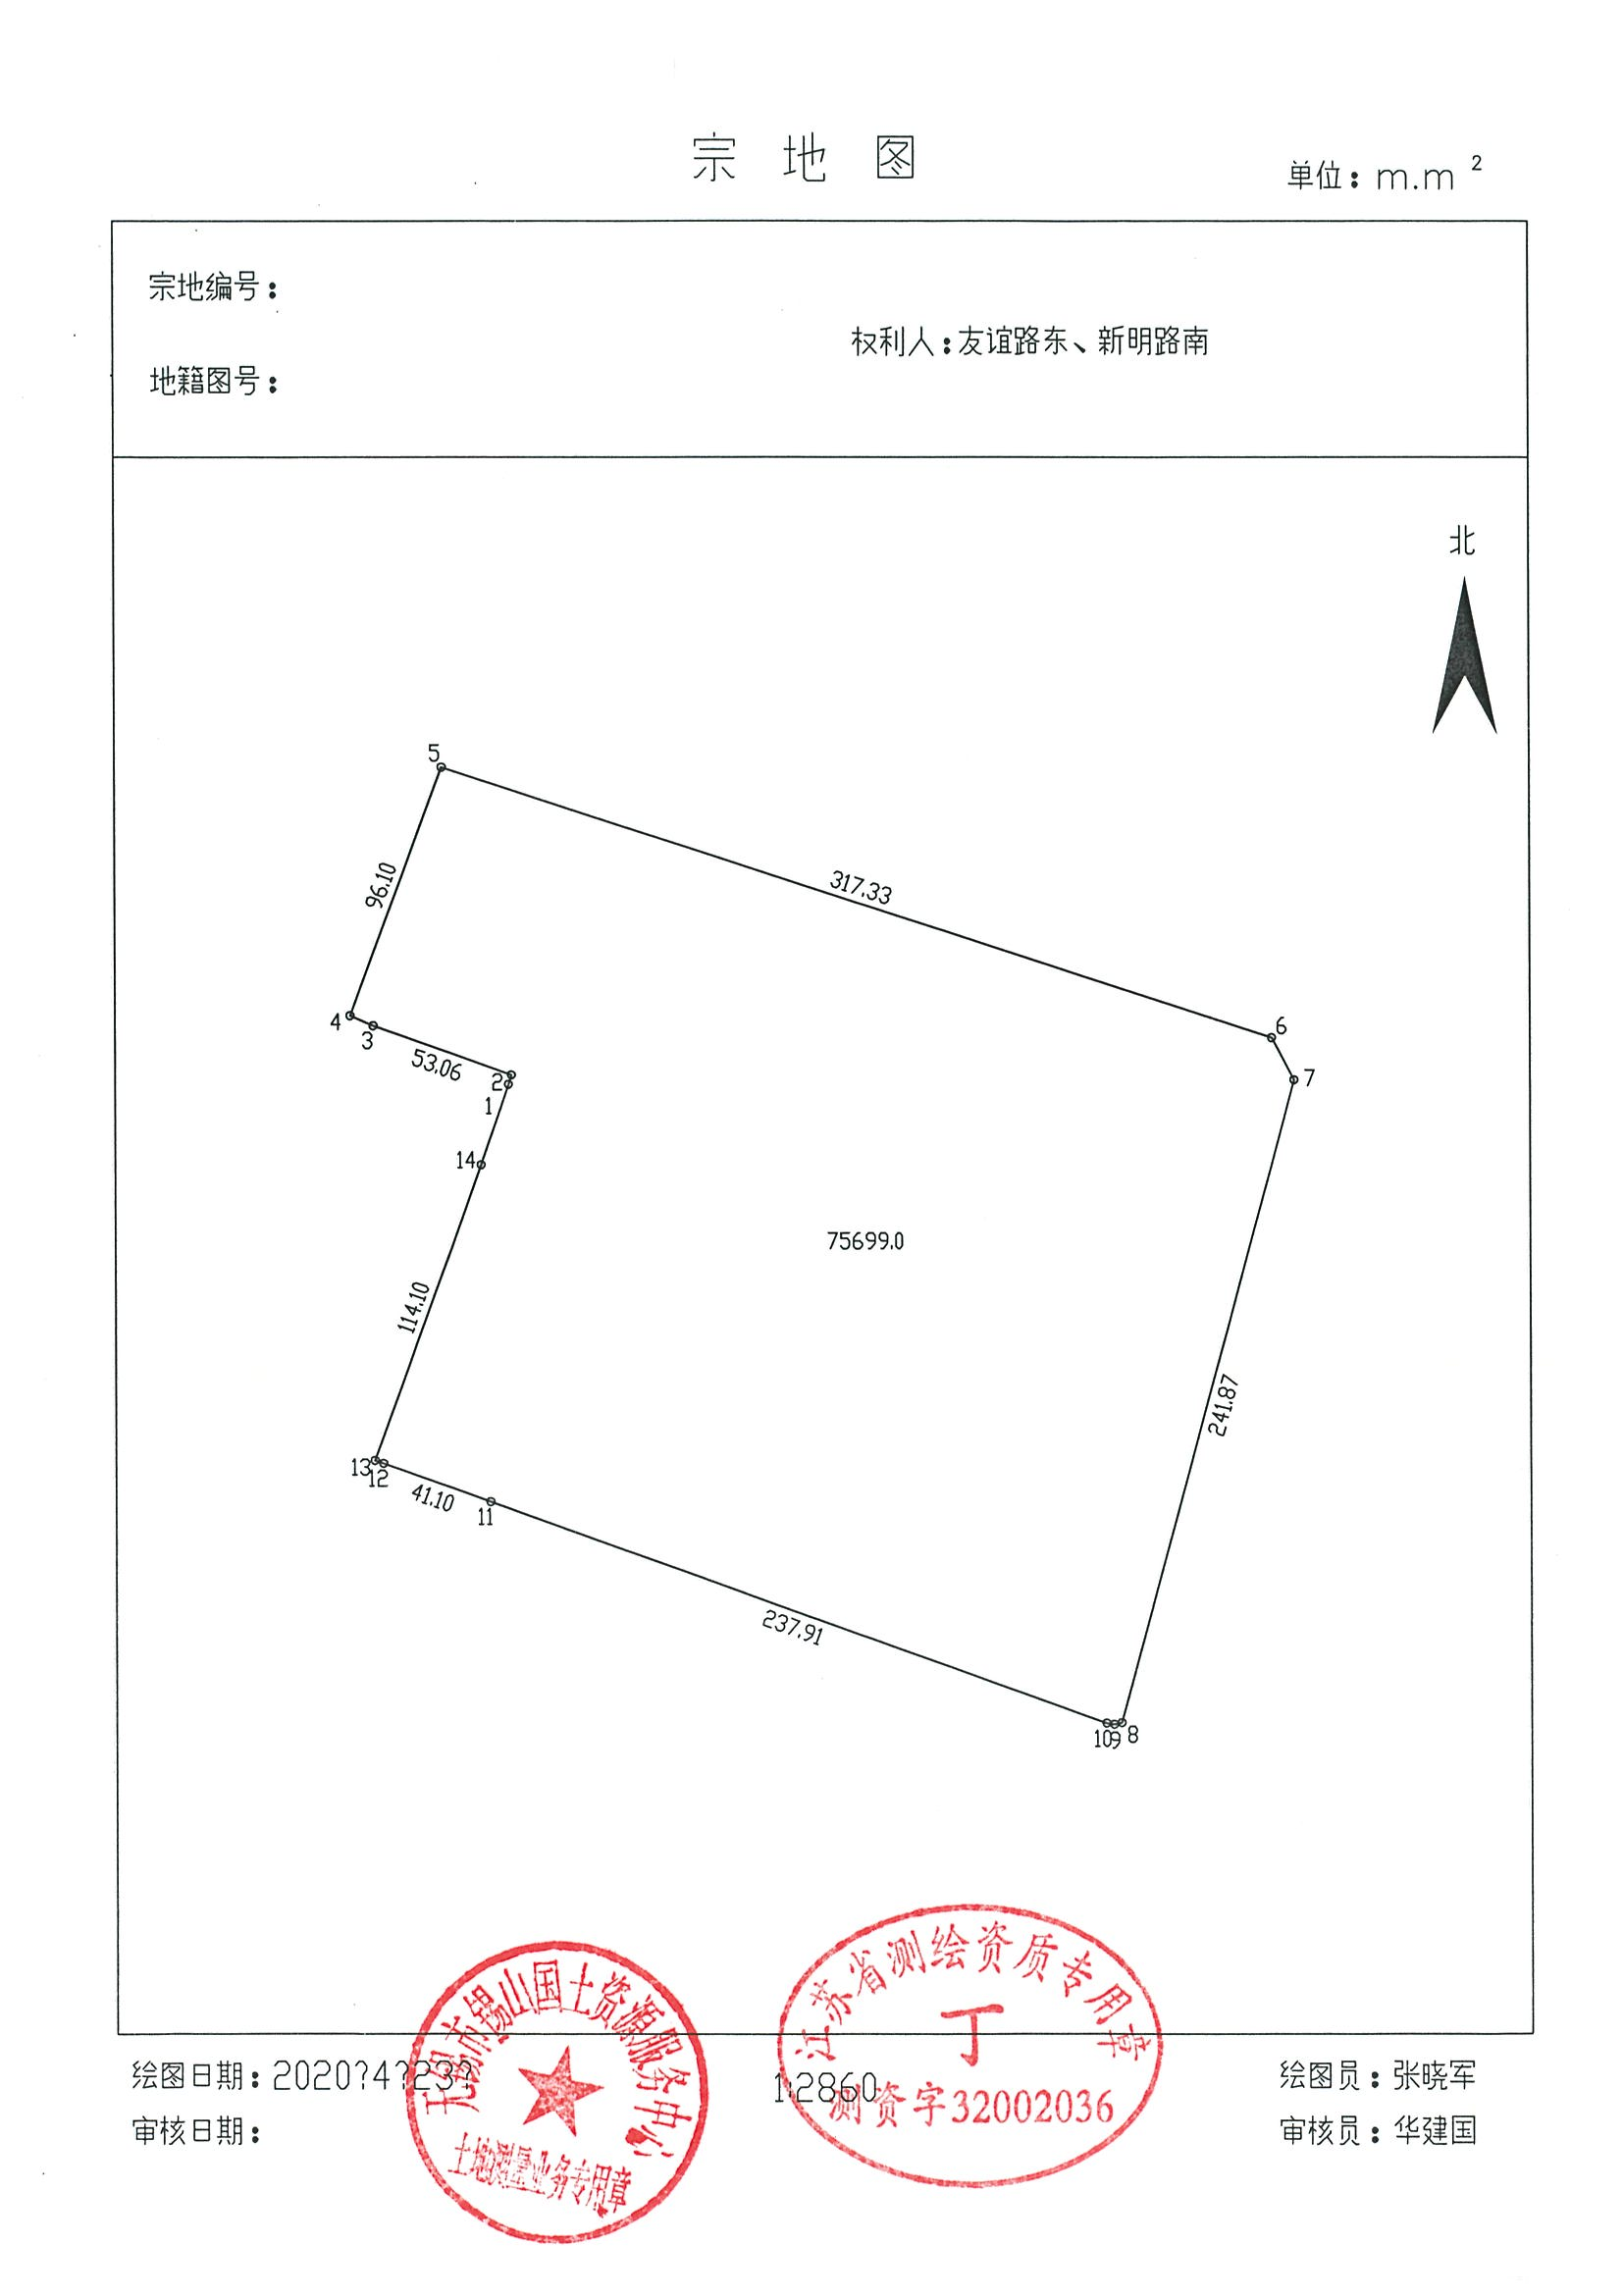 宗地图
单位：m.m²
宗地编号：
权利人：友谊路东、新明路南
地籍图号：
北
5
317.33
96.10
6
4
3
7
53.06
2
1
14
75699.0
114.10
241.87
13
12
41.10
11
237.91
10
9
8
江苏省测绘资质专用章
丁
测资字32002036
无锡市锡山国土资源服务中心
土地测量业务专用章
绘图日期：2020?4?23?
1:2860
绘图员：张晓军
审核日期：
审核员：华建国